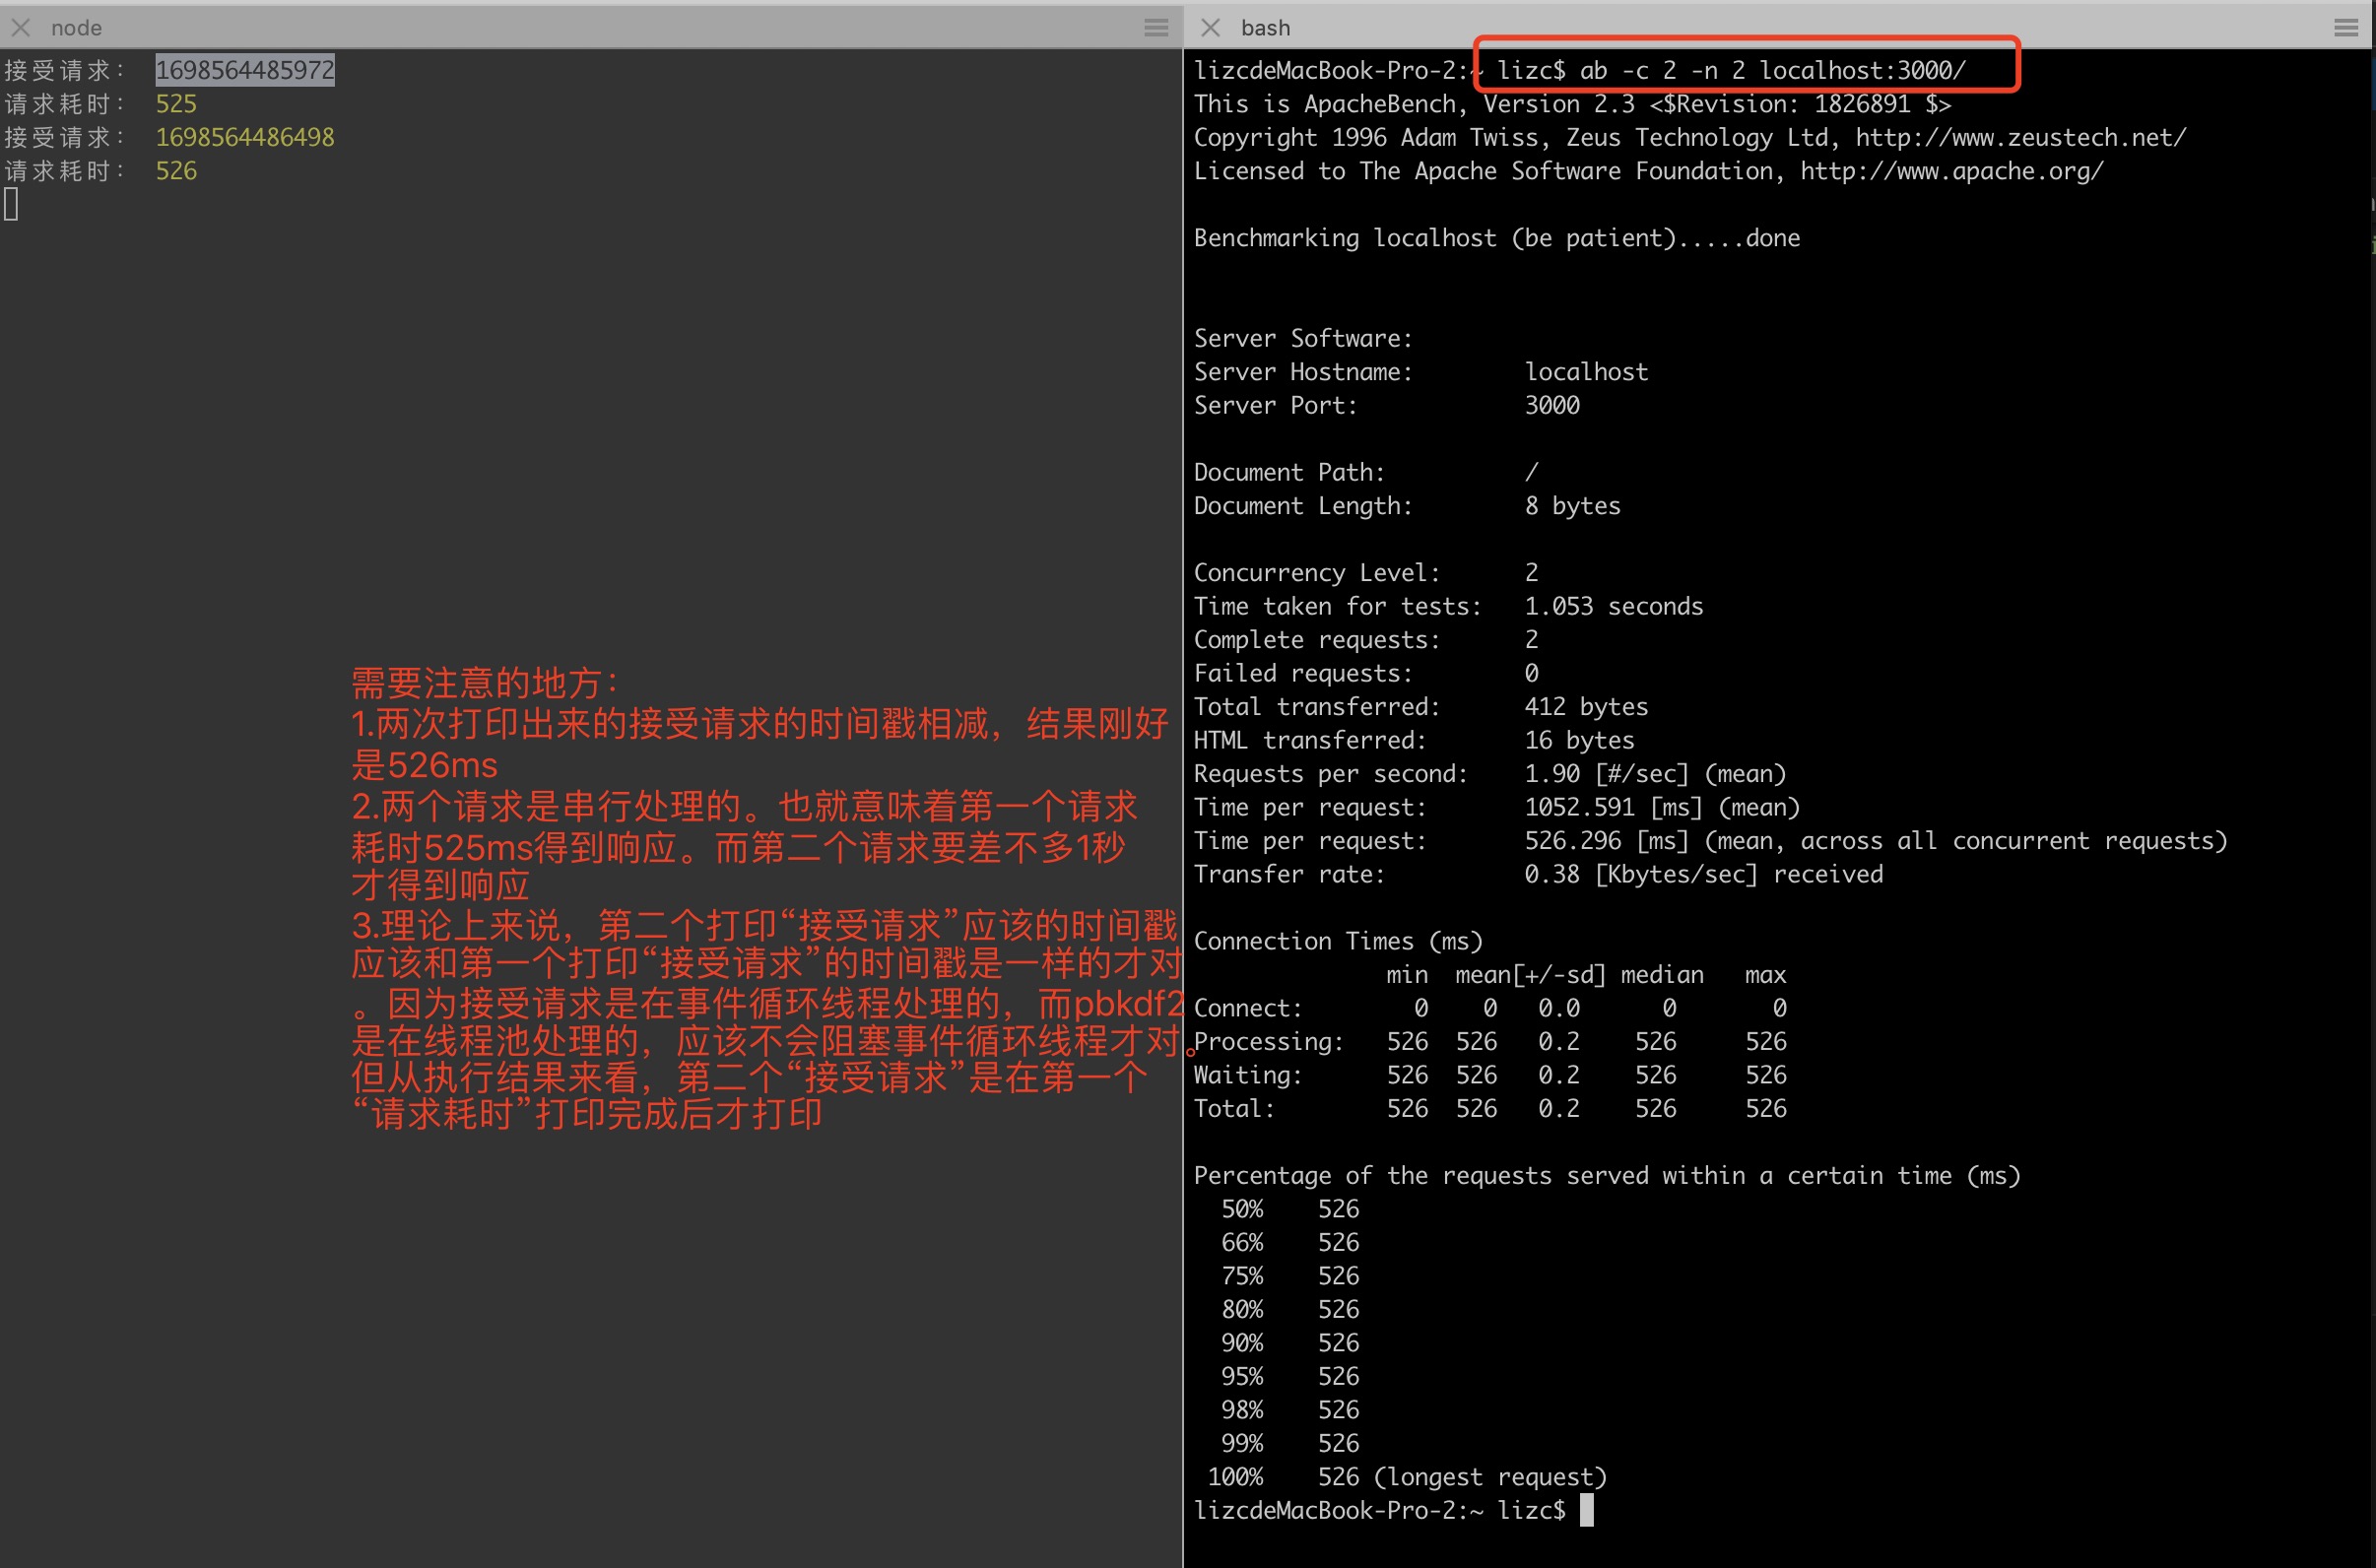 node
接受请求： 1698564485972
请求耗时： 525
接受请求： 1698564486498
请求耗时： 526
需要注意的地方：
1.两次打印出来的接受请求的时间戳相减，结果刚好
是526ms
2.两个请求是串行处理的。也就意味着第一个请求
耗时525ms得到响应。而第二个请求要差不多1秒
才得到响应
3.理论上来说，第二个打印“接受请求”应该的时间戳
应该和第一个打印“接受请求”的时间戳是一样的才对
。因为接受请求是在事件循环线程处理的，而pbkdf2
是在线程池处理的，应该不会阻塞事件循环线程才对。
但从执行结果来看，第二个“接受请求”是在第一个
“请求耗时”打印完成后才打印
bash
lizcdeMacBook-Pro-2:~ lizc$ ab -c 2 -n 2 localhost:3000/
This is ApacheBench, Version 2.3 <$Revision: 1826891 $>
Copyright 1996 Adam Twiss, Zeus Technology Ltd, http://www.zeustech.net/
Licensed to The Apache Software Foundation, http://www.apache.org/
Benchmarking localhost (be patient).....done
Server Software:
Server Hostname: localhost
Server Port: 3000
Document Path: /
Document Length: 8 bytes
Concurrency Level: 2
Time taken for tests: 1.053 seconds
Complete requests: 2
Failed requests: 0
Total transferred: 412 bytes
HTML transferred: 16 bytes
Requests per second: 1.90 [#/sec] (mean)
Time per request: 1052.591 [ms] (mean)
Time per request: 526.296 [ms] (mean, across all concurrent requests)
Transfer rate: 0.38 [Kbytes/sec] received
Connection Times (ms)
min mean[+/-sd] median max
Connect: 0 0 0.0 0 0
Processing: 526 526 0.2 526 526
Waiting: 526 526 0.2 526 526
Total: 526 526 0.2 526 526
Percentage of the requests served within a certain time (ms)
50% 526
66% 526
75% 526
80% 526
90% 526
95% 526
98% 526
99% 526
100% 526 (longest request)
lizcdeMacBook-Pro-2:~ lizc$